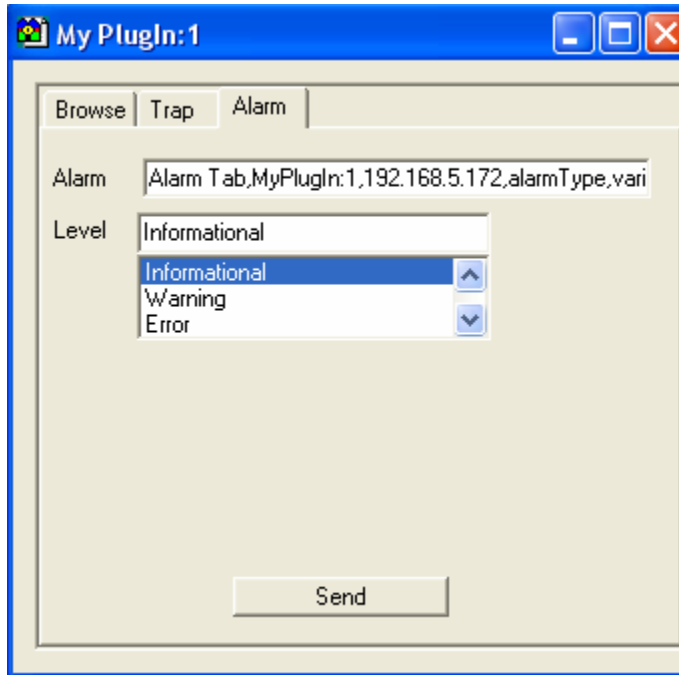 My PlugIn:1
Browse Trap Alarm
Alarm Alarm Tab,MyPlugIn:1,192.168.5.172,alarmType,vari
Level Informational
Informational
Warning
Error
Send